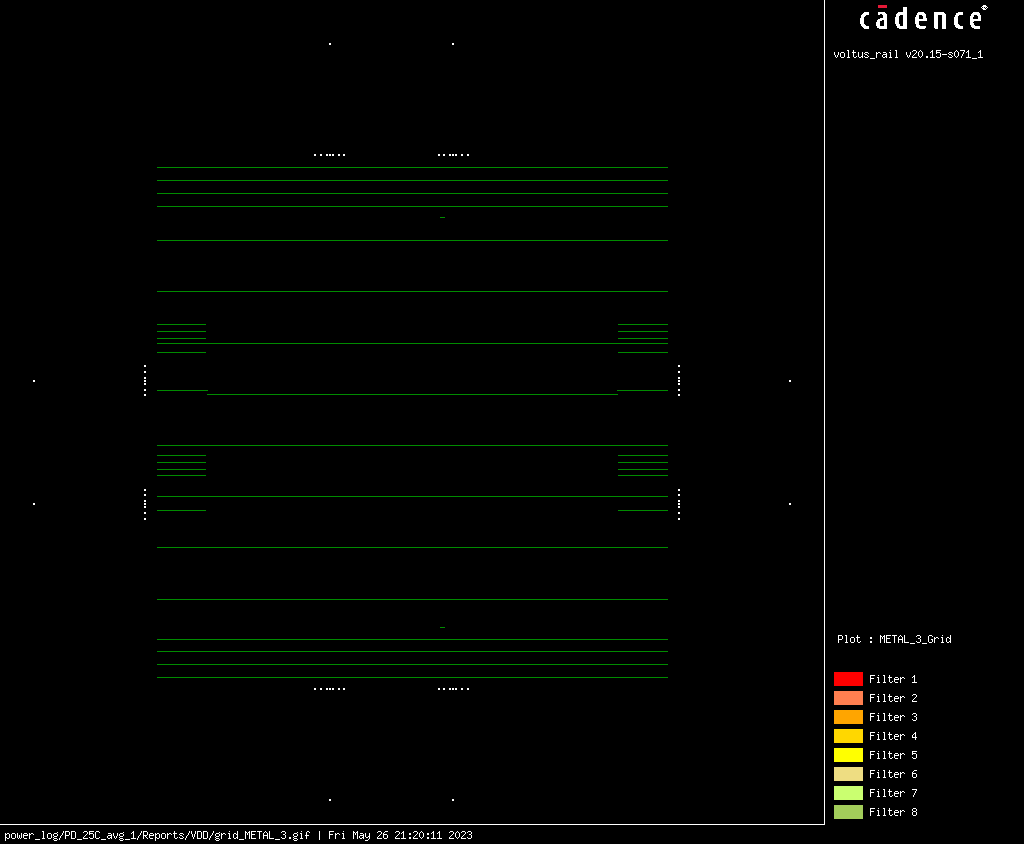 cādence®
voltus_rail v20.15-s071_1
Plot : METAL_3_Grid
Filter 1
Filter 2
Filter 3
Filter 4
Filter 5
Filter 6
Filter 7
Filter 8
power_log/PD_25C_avg_1/Reports/VDD/grid_METAL_3.gif | Fri May 26 21:20:11 2023